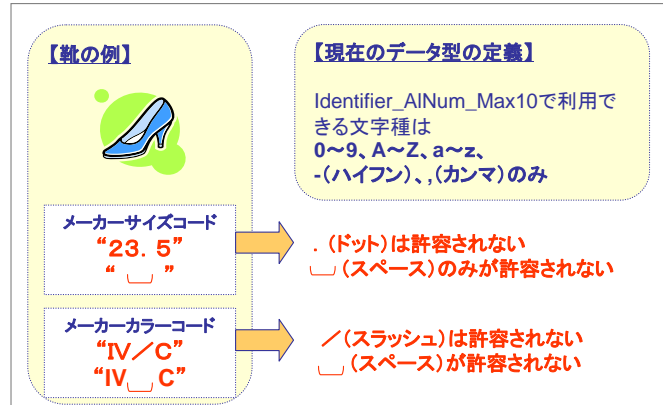 【靴の例】
メーカーサイズコード
“２３．５”
“␣”
メーカーカラーコード
“Ⅳ／Ｃ”
“Ⅳ␣Ｃ”
【現在のデータ型の定義】
Identifier_AlNum_Max10で利用で
きる文字種は
0～9、A～Z、a～z、
-（ハイフン）、,（カンマ）のみ
．（ドット）は許容されない
␣（スペース）のみが許容されない
／（スラッシュ）は許容されない
␣（スペース）が許容されない